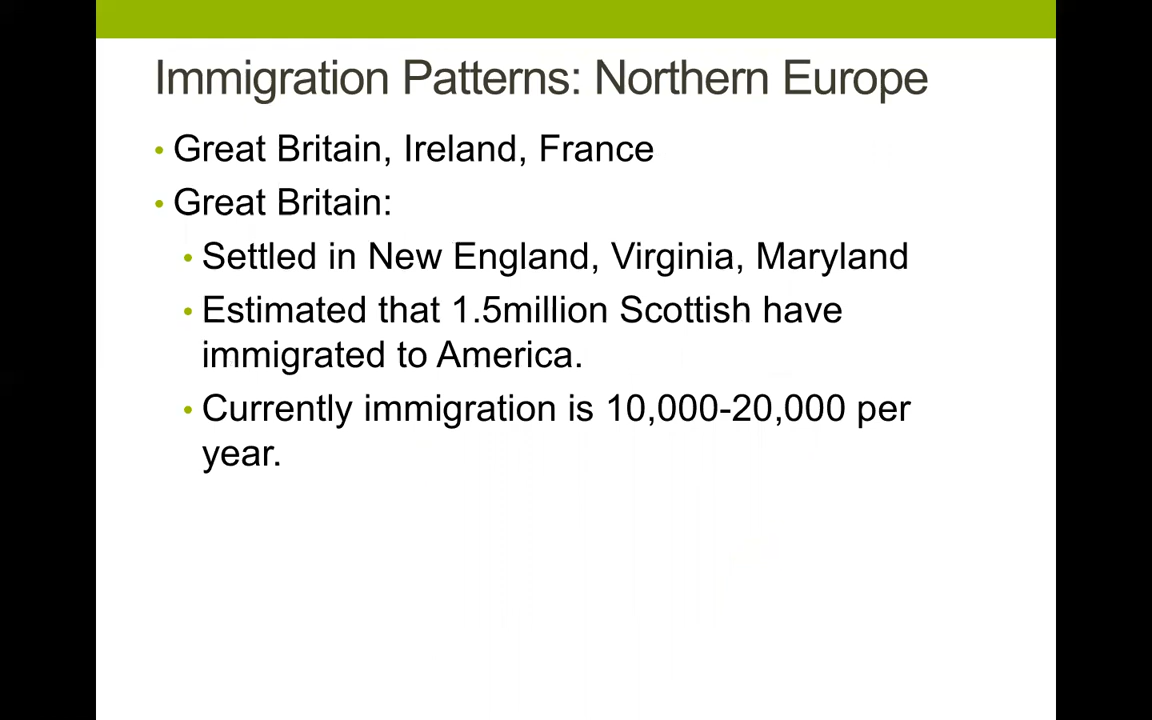 Immigration Patterns: Northern Europe
• Great Britain, Ireland, France
• Great Britain:
• Settled in New England, Virginia, Maryland
• Estimated that 1.5million Scottish have
immigrated to America.
• Currently immigration is 10,000-20,000 per
year.